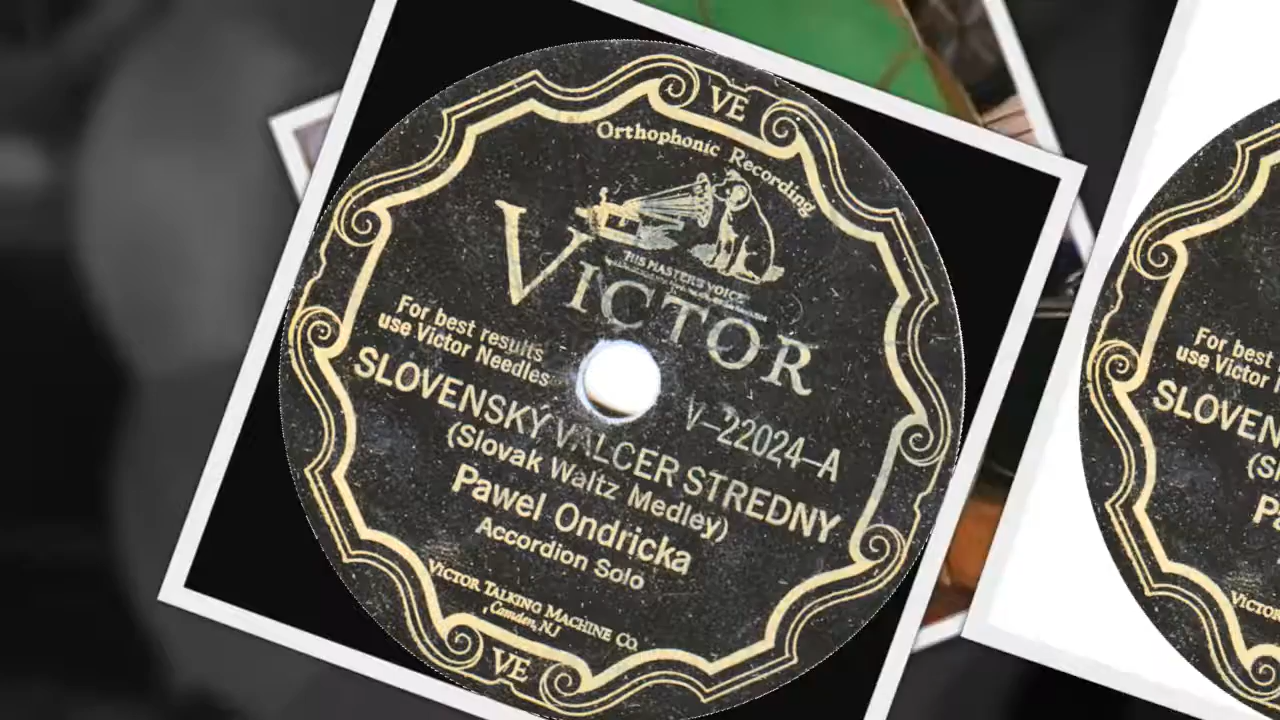 VE
Orthophonic Recording
"HIS MASTER'S VOICE"
VICTOR
For best results
use Victor Needles
V-22024-A
SLOVENSKÝ VALCER STREDNY
(Slovak Waltz Medley)
Pawel Ondricka
Accordion Solo
VICTOR TALKING MACHINE CO.
Camden, N.J.
VE
For best
use Victor
SLOVEN